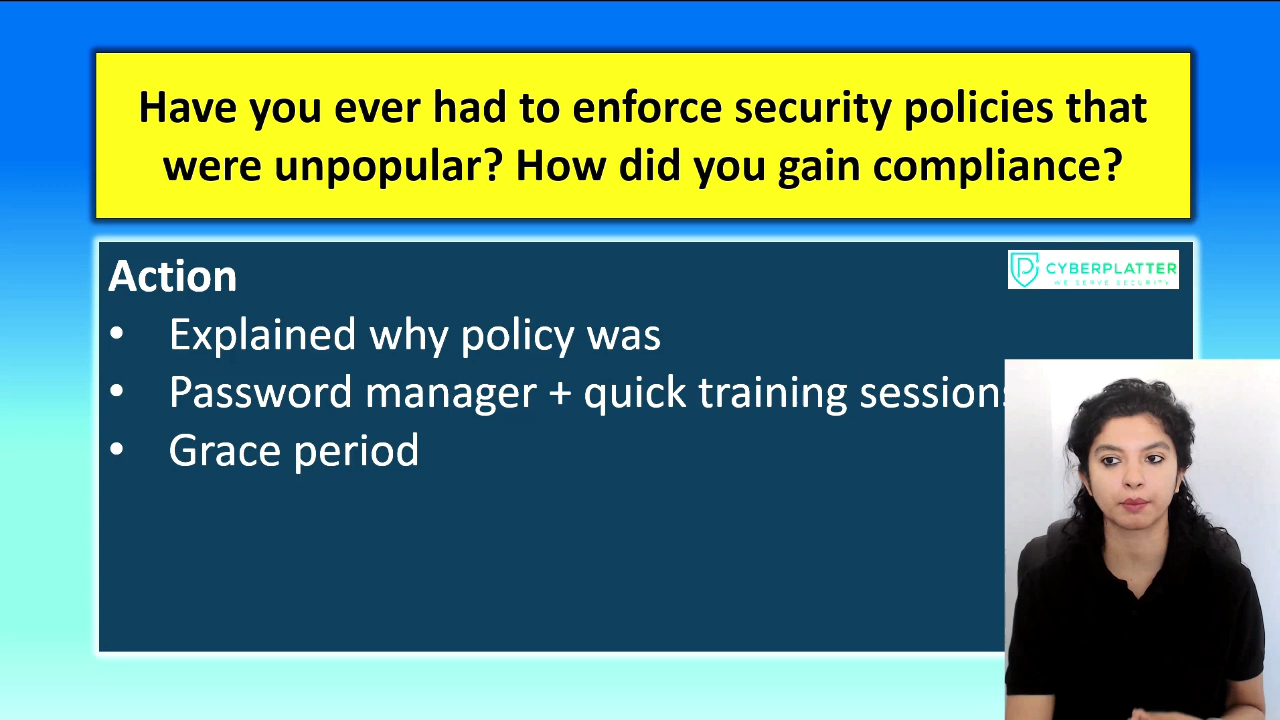 Have you ever had to enforce security policies that
were unpopular? How did you gain compliance?
Action
CYBERPLATTER
WE SERVE SECURITY
• Explained why policy was
• Password manager + quick training sessions
• Grace period